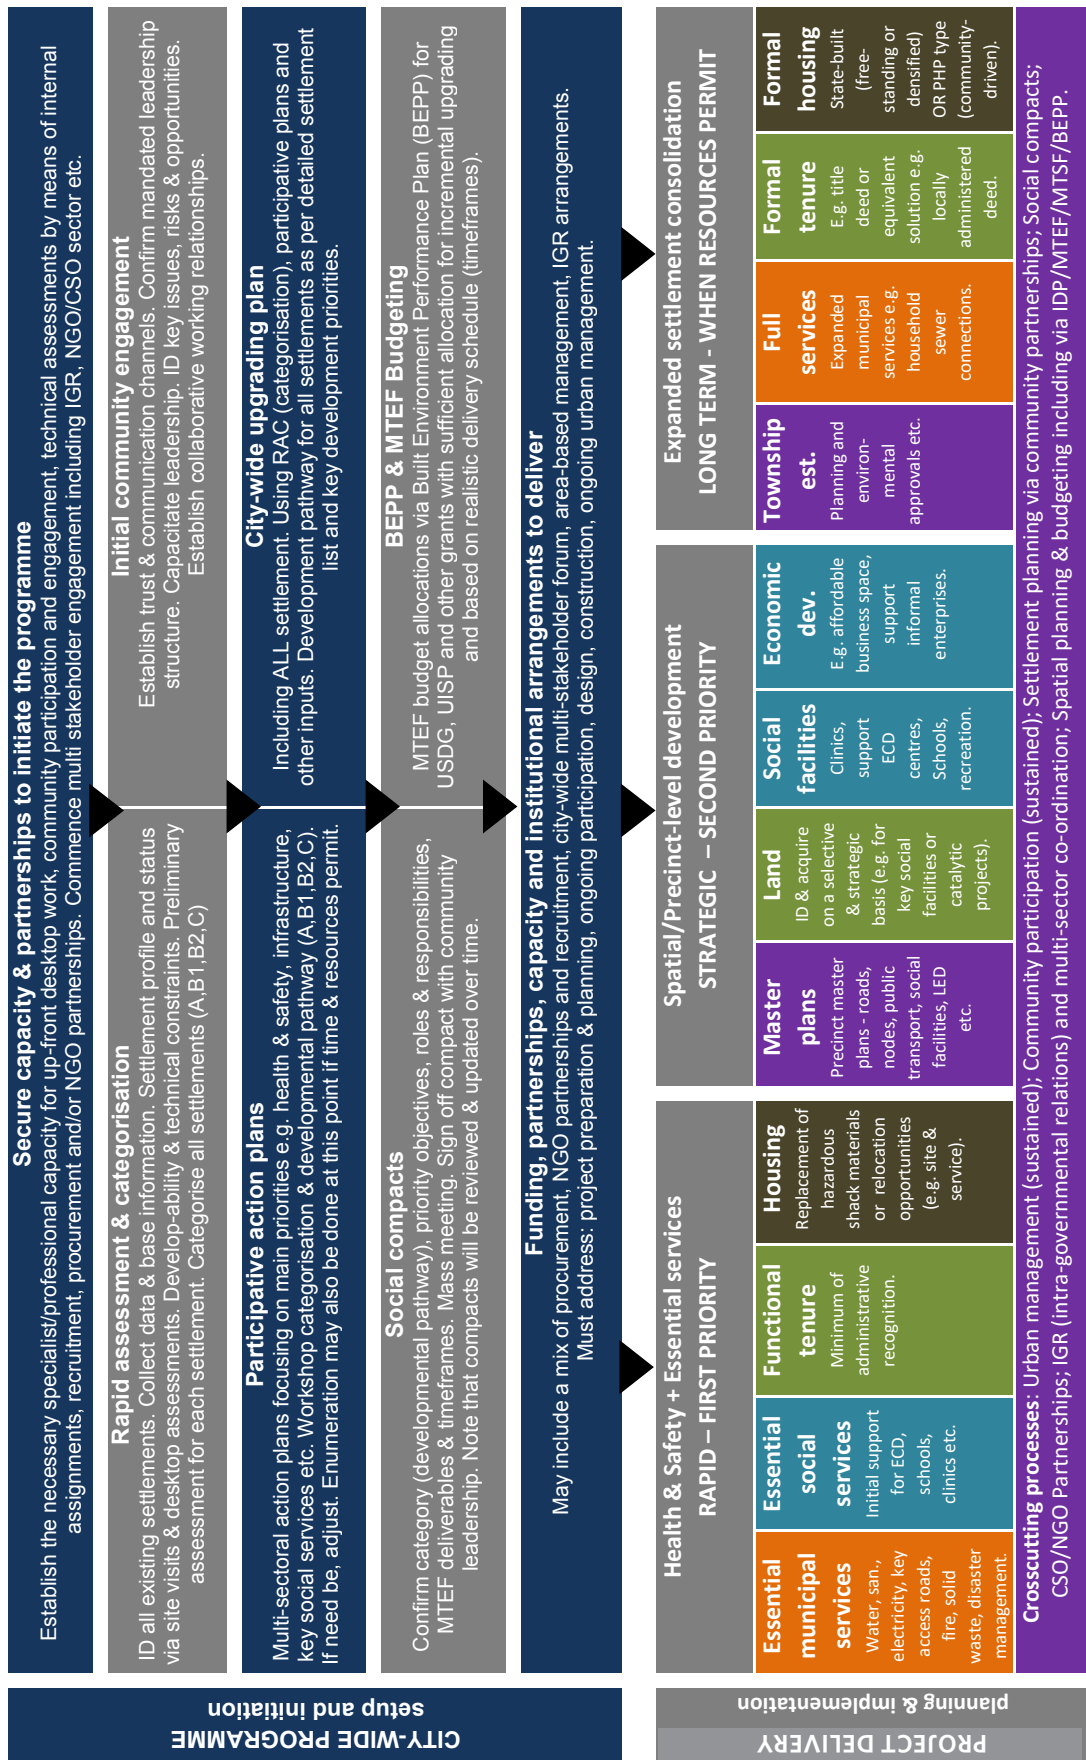 CITY-WIDE PROGRAMME
setup and initiation
Secure capacity & partnerships to initiate the programme
Establish the necessary specialist/professional capacity for up-front desktop work, community participation and engagement, technical assessments by means of internal
assignments, recruitment, procurement and/or NGO partnerships. Commence multi stakeholder engagement including IGR, NGO/CSO sector etc.
Rapid assessment & categorisation
ID all existing settlements. Collect data & base information. Settlement profile and status
via site visits & desktop assessments. Develop-ability & technical constraints. Preliminary
assessment for each settlement. Categorise all settlements (A,B1,B2,C)
Initial community engagement
Establish trust & communication channels. Confirm mandated leadership
structure. Capacitate leadership. ID key issues, risks & opportunities.
Establish collaborative working relationships.
Participative action plans
Multi-sectoral action plans focusing on main priorities e.g. health & safety, infrastructure,
key social services etc. Workshop categorisation & developmental pathway (A,B1,B2,C).
If need be, adjust. Enumeration may also be done at this point if time & resources permit.
City-wide upgrading plan
Including ALL settlement. Using RAC (categorisation), participative plans and
other inputs. Development pathway for all settlements as per detailed settlement
list and key development priorities.
Social compacts
Confirm category (developmental pathway), priority objectives, roles & responsibilities,
MTEF deliverables & timeframes. Mass meeting. Sign off compact with community
leadership. Note that compacts will be reviewed & updated over time.
BEPP & MTEF Budgeting
MTEF budget allocations via Built Environment Performance Plan (BEPP) for
USDG, UISP and other grants with sufficient allocation for incremental upgrading
and based on realistic delivery schedule (timeframes).
Funding, partnerships, capacity and institutional arrangements to deliver
May include a mix of procurement, NGO partnerships and recruitment, city-wide multi-stakeholder forum, area-based management, IGR arrangements.
Must address: project preparation & planning, ongoing participation, design, construction, ongoing urban management.
PROJECT DELIVERY
planning & implementation
Health & Safety + Essential services
RAPID – FIRST PRIORITY
Essential
municipal
services
Water, san.,
electricity, key
access roads,
fire, solid
waste, disaster
management.
Essential
social
services
Initial support
for ECD,
schools,
clinics etc.
Functional
tenure
Minimum of
administrative
recognition.
Housing
Replacement of
hazardous
shack materials
or relocation
opportunities
(e.g. site &
service).
Spatial/Precinct-level development
STRATEGIC – SECOND PRIORITY
Master
plans
Precinct master
plans - roads,
nodes, public
transport, social
facilities, LED
etc.
Land
ID & acquire
on a selective
& strategic
basis (e.g. for
key social
facilities or
catalytic
projects).
Social
facilities
Clinics,
support
ECD
centres,
Schools,
recreation.
Economic
dev.
E.g. affordable
business space,
support
informal
enterprises.
Expanded settlement consolidation
LONG TERM - WHEN RESOURCES PERMIT
Township
est.
Planning and
environ-
mental
approvals etc.
Full
services
Expanded
municipal
services e.g.
household
sewer
connections.
Formal
tenure
E.g. title
deed or
equivalent
solution e.g.
locally
administered
deed.
Formal
housing
State-built
(free-
standing or
densified)
OR PHP type
(community-
driven).
Crosscutting processes: Urban management (sustained); Community participation (sustained); Settlement planning via community partnerships; Social compacts;
CSO/NGO Partnerships; IGR (intra-governmental relations) and multi-sector co-ordination; Spatial planning & budgeting including via IDP/MTEF/MTSF/BEPP.